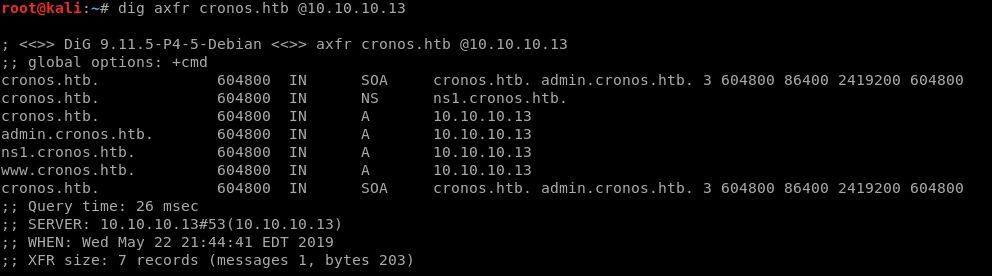 root@kali:~# dig axfr cronos.htb @10.10.10.13
; <<>> DiG 9.11.5-P4-5-Debian <<>> axfr cronos.htb @10.10.10.13
;; global options: +cmd
cronos.htb. 604800 IN SOA cronos.htb. admin.cronos.htb. 3 604800 86400 2419200 604800
cronos.htb. 604800 IN NS ns1.cronos.htb.
cronos.htb. 604800 IN A 10.10.10.13
admin.cronos.htb. 604800 IN A 10.10.10.13
ns1.cronos.htb. 604800 IN A 10.10.10.13
www.cronos.htb. 604800 IN A 10.10.10.13
cronos.htb. 604800 IN SOA cronos.htb. admin.cronos.htb. 3 604800 86400 2419200 604800
;; Query time: 26 msec
;; SERVER: 10.10.10.13#53(10.10.10.13)
;; WHEN: Wed May 22 21:44:41 EDT 2019
;; XFR size: 7 records (messages 1, bytes 203)